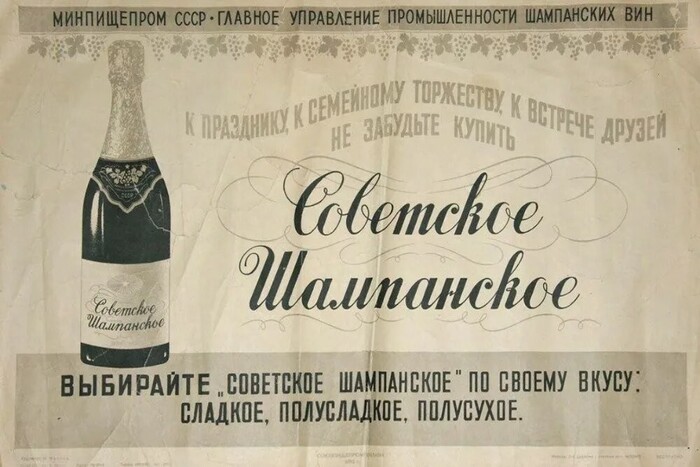 МИНПИЩЕПРОМ СССР • ГЛАВНОЕ УПРАВЛЕНИЕ ПРОМЫШЛЕННОСТИ ШАМПАНСКИХ ВИН
К ПРАЗДНИКУ, К СЕМЕЙНОМУ ТОРЖЕСТВУ, К ВСТРЕЧЕ ДРУЗЕЙ
НЕ ЗАБУДЬТЕ КУПИТЬ
Советское
Шампанское
Советское
Шампанское
ВЫБИРАЙТЕ „СОВЕТСКОЕ ШАМПАНСКОЕ" ПО СВОЕМУ ВКУСУ:
СЛАДКОЕ, ПОЛУСЛАДКОЕ, ПОЛУСУХОЕ.